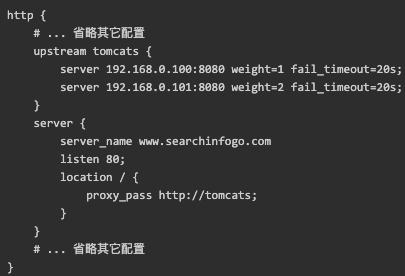 http {
    # ... 省略其它配置
    upstream tomcats {
        server 192.168.0.100:8080 weight=1 fail_timeout=20s;
        server 192.168.0.101:8080 weight=2 fail_timeout=20s;
    }
    server {
        server_name www.searchinfogo.com
        listen 80;
        location / {
            proxy_pass http://tomcats;
        }
    }
    # ... 省略其它配置
}